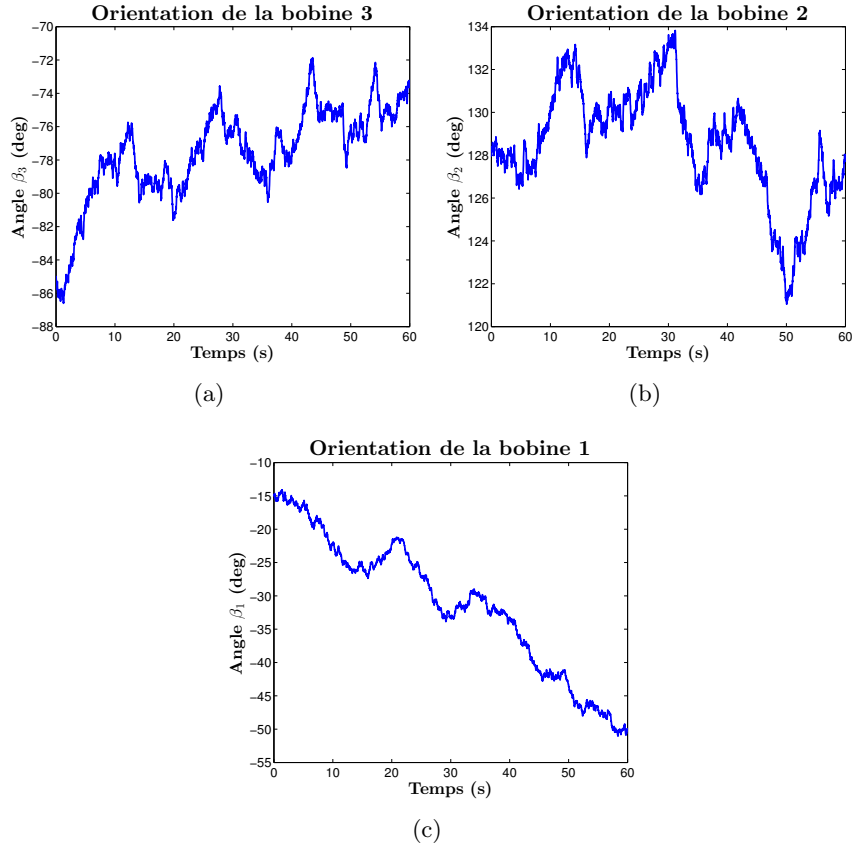 Orientation de la bobine 3
−70
−72
−74
−76
−78
−80
−82
−84
−86
−88
Angle β3 (deg)
0 10 20 30 40 50 60
Temps (s)
(a)
Orientation de la bobine 2
134
132
130
128
126
124
122
120
Angle β2 (deg)
0 10 20 30 40 50 60
Temps (s)
(b)
Orientation de la bobine 1
−10
−15
−20
−25
−30
−35
−40
−45
−50
−55
Angle β1 (deg)
0 10 20 30 40 50 60
Temps (s)
(c)